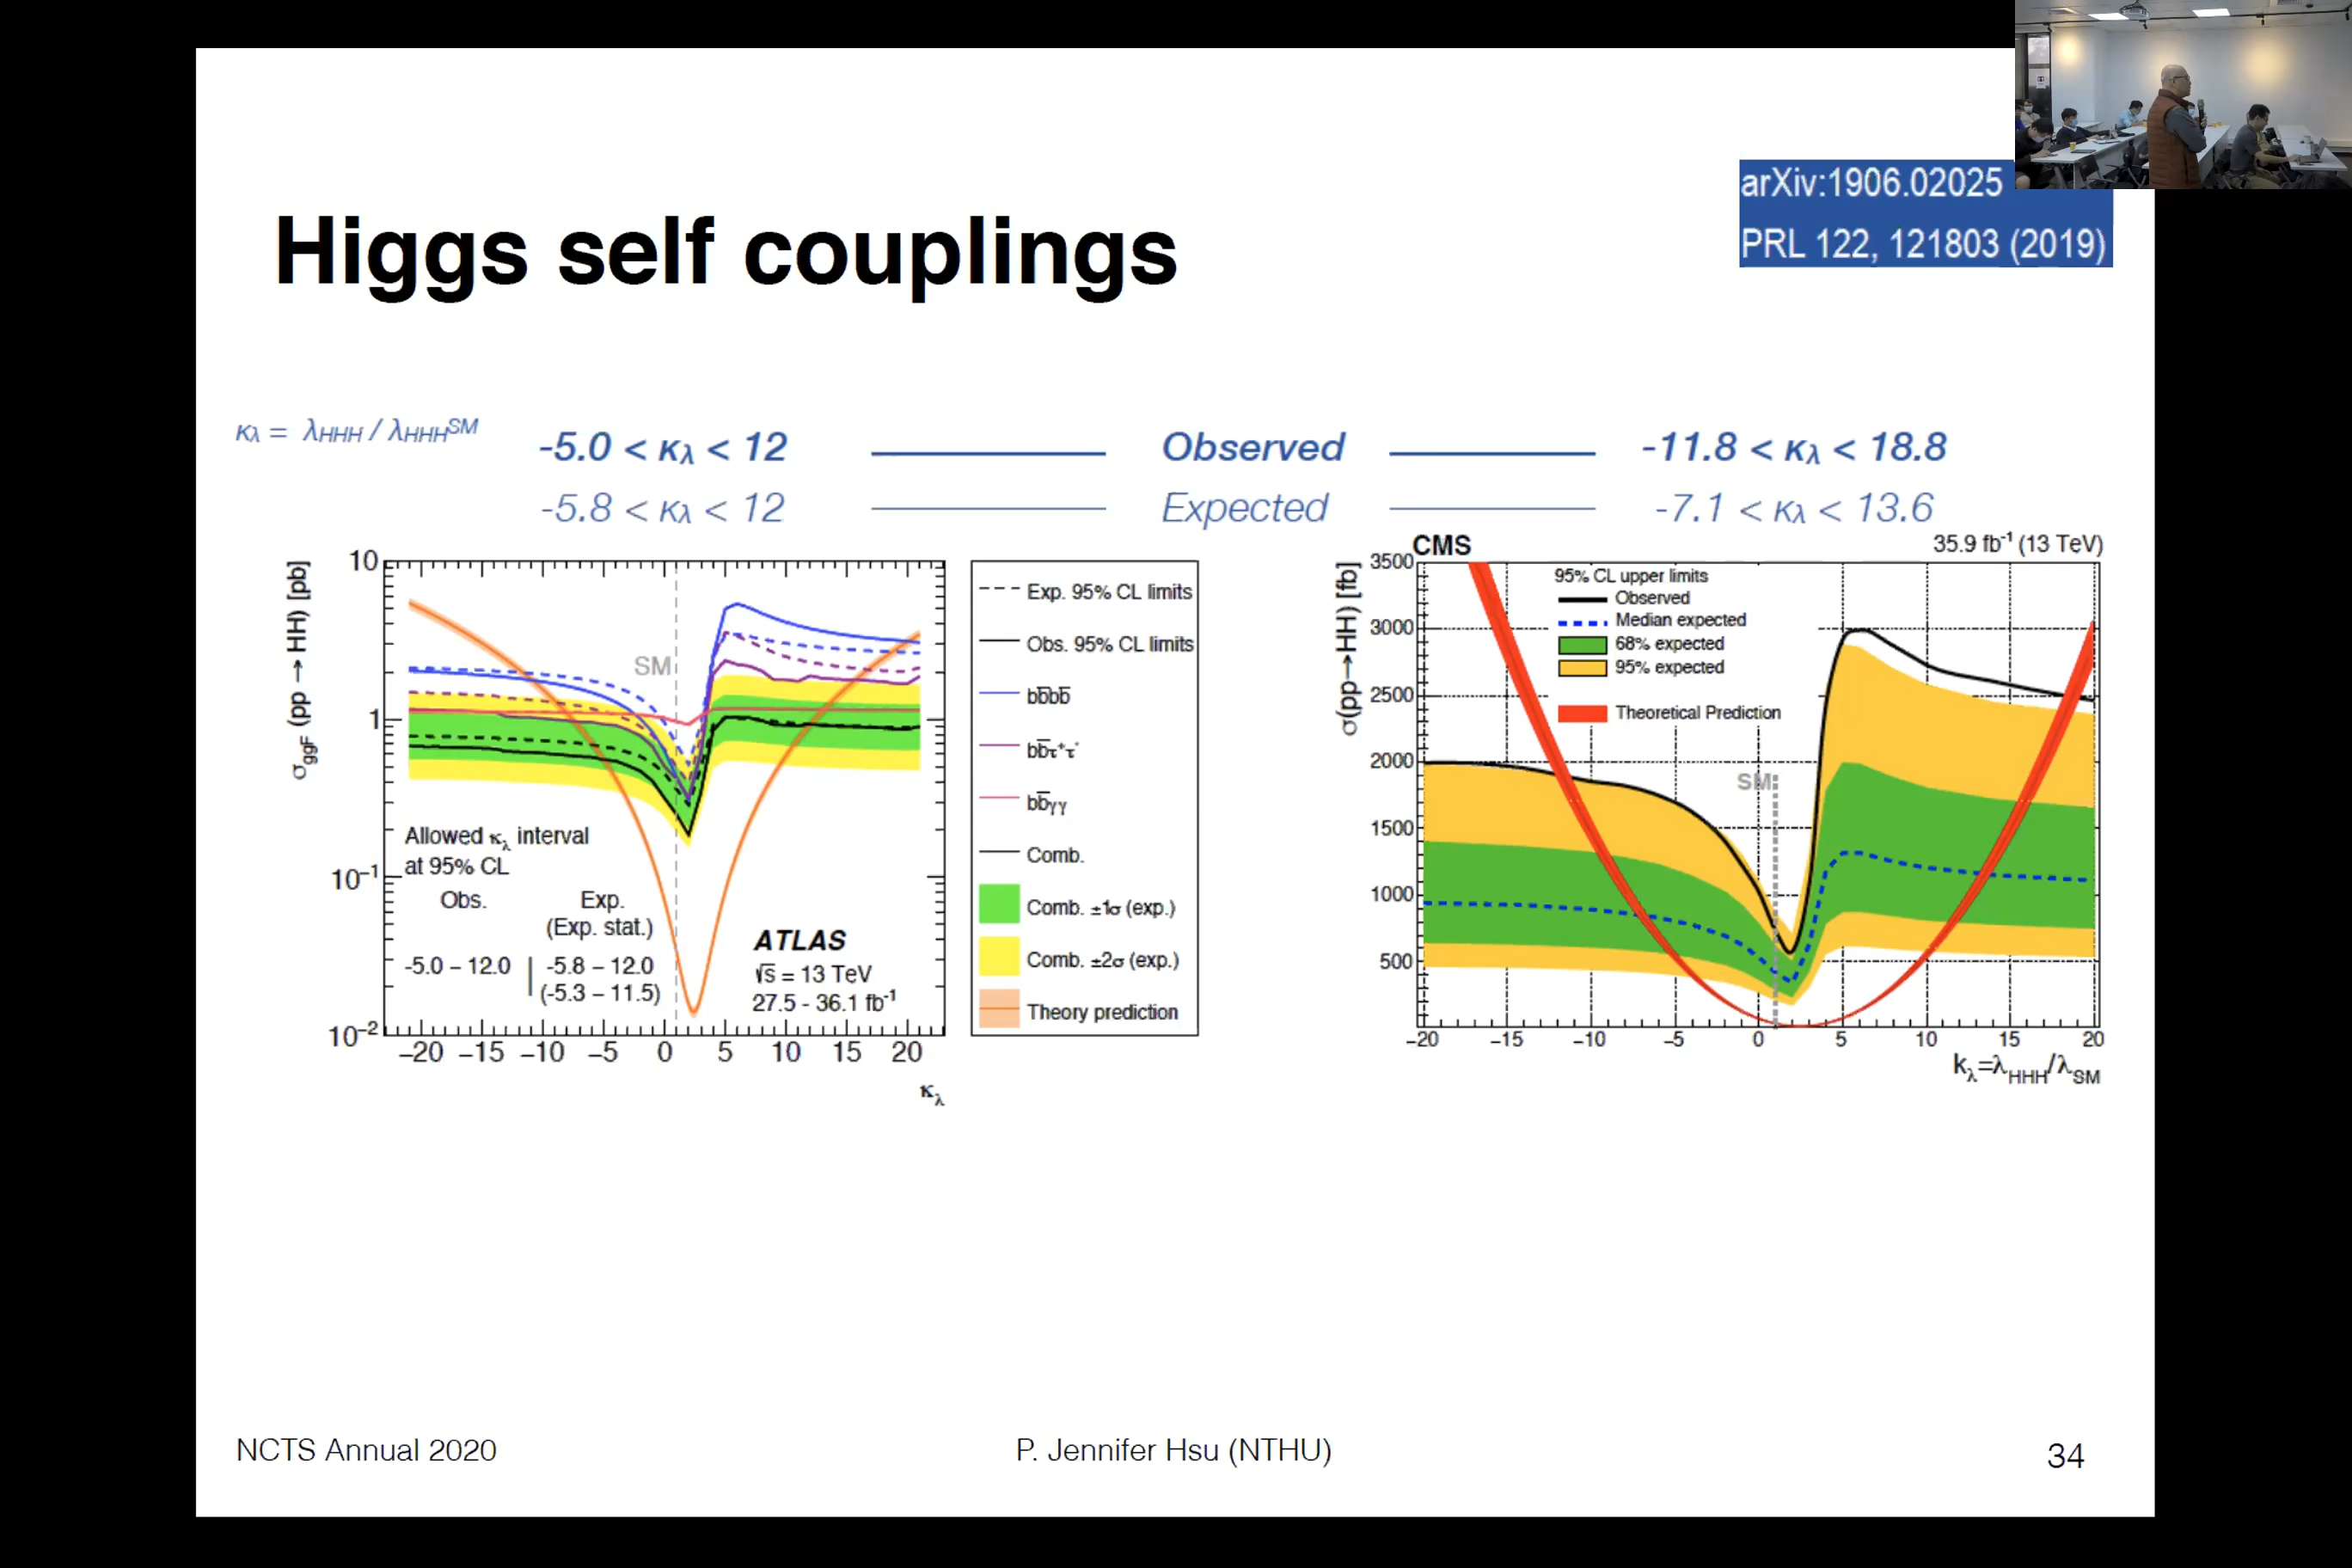 arXiv:1906.02025
PRL 122, 121803 (2019)
Higgs self couplings
κλ = λHHH / λHHH^SM
-5.0 < κλ < 12 Observed -11.8 < κλ < 18.8
-5.8 < κλ < 12 Expected -7.1 < κλ < 13.6
σggF (pp → HH) [pb]
10
1
10⁻¹
10⁻²
SM
Allowed κλ interval
at 95% CL
Obs. Exp.
(Exp. stat.)
-5.0 – 12.0 -5.8 – 12.0
(-5.3 – 11.5)
ATLAS
√s = 13 TeV
27.5 - 36.1 fb⁻¹
−20 −15 −10 −5 0 5 10 15 20
κλ
Exp. 95% CL limits
Obs. 95% CL limits
bb̄bb̄
bb̄τ⁺τ⁻
bb̄γγ
Comb.
Comb. ±1σ (exp.)
Comb. ±2σ (exp.)
Theory prediction
CMS 35.9 fb⁻¹ (13 TeV)
σ(pp→HH) [fb]
3500
3000
2500
2000
1500
1000
500
95% CL upper limits
Observed
Median expected
68% expected
95% expected
Theoretical Prediction
SM
−20 −15 −10 −5 0 5 10 15 20
kλ=λHHH/λSM
NCTS Annual 2020 P. Jennifer Hsu (NTHU) 34